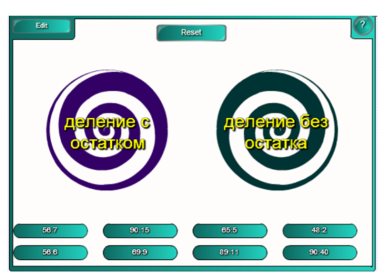 Edit
Reset
?
деление с
остатком
деление без
остатка
56:7
90:15
65:5
48:2
56:6
69:9
89:11
90:40